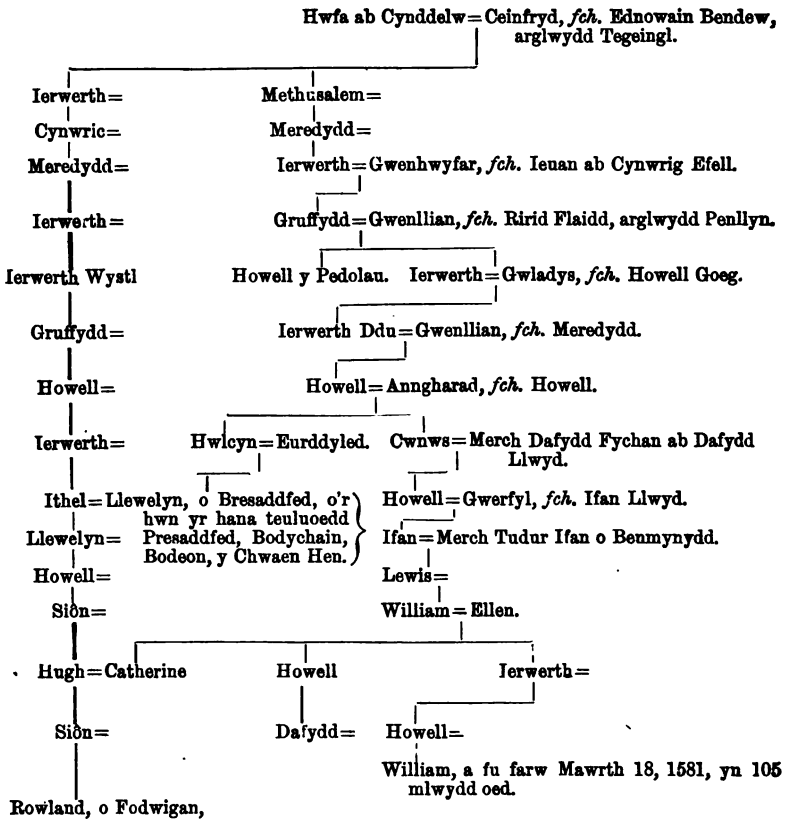 Hwfa ab Cynddelw=Ceinfryd, fch. Ednowain Bendew,
arglwydd Tegeingl.
Ierwerth= Methusalem=
Cynwric= Meredydd=
Meredydd= Ierwerth=Gwenhwyfar, fch. Ieuan ab Cynwrig Efell.
Ierwerth= Gruffydd=Gwenllian, fch. Ririd Flaidd, arglwydd Penllyn.
Ierwerth Wystl Howell y Pedolau. Ierwerth=Gwladys, fch. Howell Goeg.
Gruffydd= Ierwerth Ddu=Gwenllian, fch. Meredydd.
Howell= Howell=Anngharad, fch. Howell.
Ierwerth= Hwlcyn=Eurddyled. Cwnws=Merch Dafydd Fychan ab Dafydd
Llwyd.
Ithel=Llewelyn, o Bresaddfed, o'r Howell=Gwerfyl, fch. Ifan Llwyd.
hwn yr hana teuluoedd
Llewelyn= Presaddfed, Bodychain, Ifan=Merch Tudur Ifan o Benmynydd.
Bodeon, y Chwaen Hen.
Howell= Lewis=
Siôn= William=Ellen.
Hugh=Catherine Howell Ierwerth=
Siôn= Dafydd= Howell=
William, a fu farw Mawrth 18, 1581, yn 105
mlwydd oed.
Rowland, o Fodwigan,